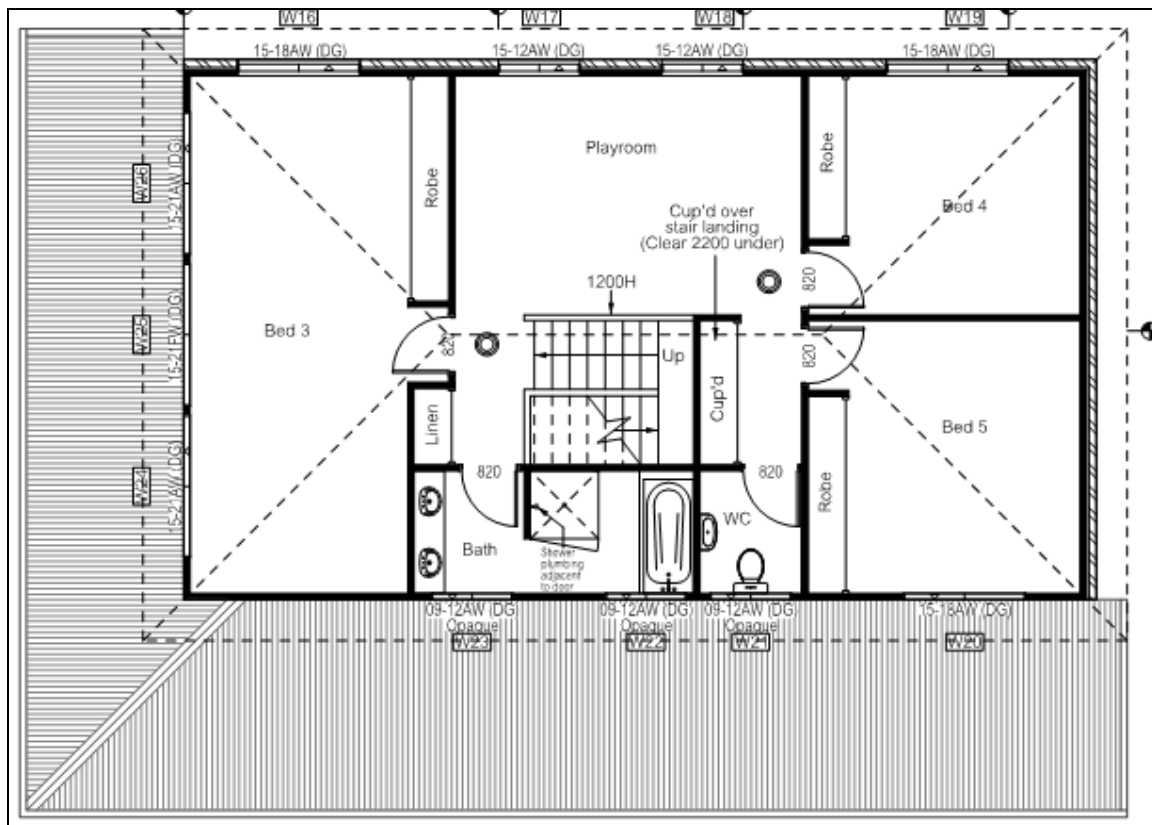 W16
W17
W18
W19
15-18AW (DG)
15-12AW (DG)
15-12AW (DG)
15-18AW (DG)
W26
15-21AW (DG)
W25
15-21FW (DG)
W24
15-21AW (DG)
Playroom
Robe
Robe
Bed 4
Cup'd over
stair landing
(Clear 2200 under)
820
1200H
Bed 3
820
Up
820
Cup'd
Linen
Bed 5
Robe
820
820
Bath
WC
Shower
plumbing
adjacent
to door
09-12AW (DG)
Opaque
W23
09-12AW (DG)
Opaque
W22
09-12AW (DG)
Opaque
W21
15-18AW (DG)
W20